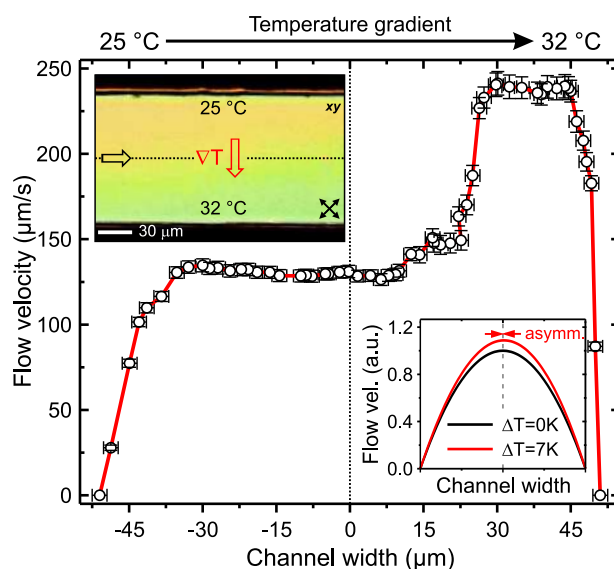 Temperature gradient
25 °C
32 °C
250
200
150
100
50
0
Flow velocity (µm/s)
-45
-30
-15
0
15
30
45
Channel width (µm)
25 °C
xy
∇T
32 °C
30 µm
1.2
0.8
0.4
0.0
Flow vel. (a.u.)
asymm.
ΔT=0K
ΔT=7K
Channel width